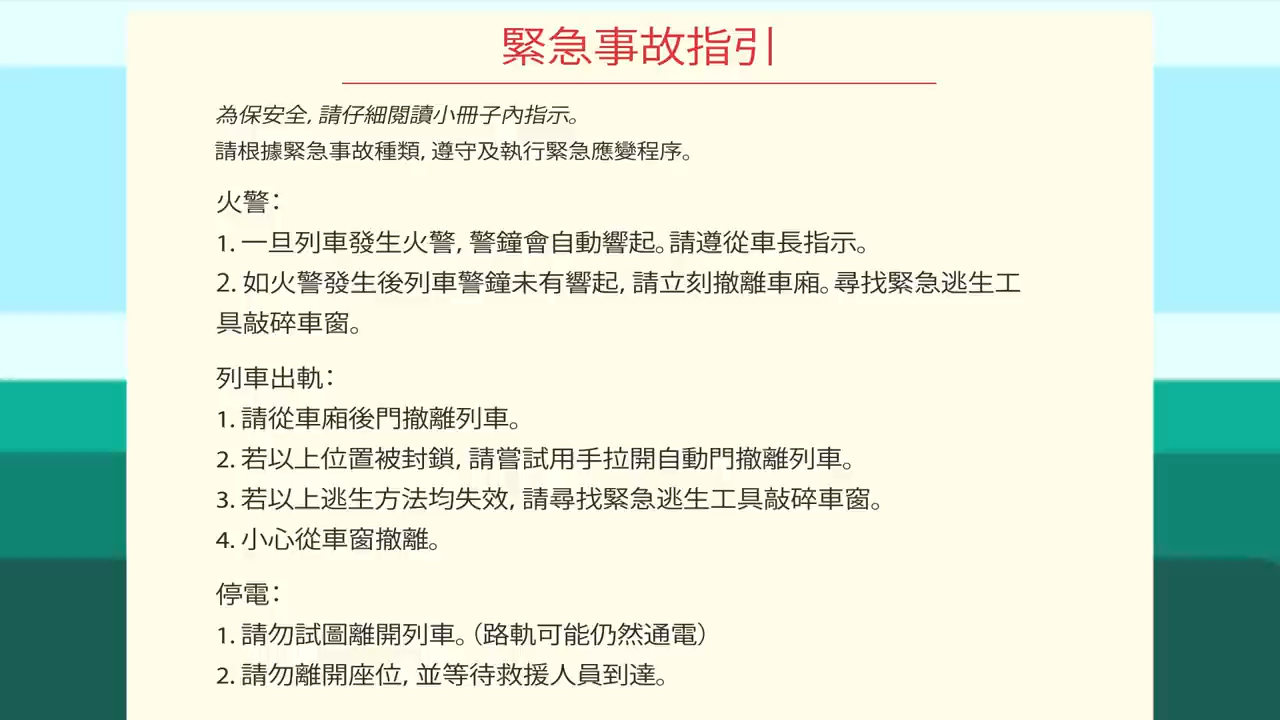 緊急事故指引
為保安全, 請仔細閱讀小冊子內指示。
請根據緊急事故種類, 遵守及執行緊急應變程序。
火警：
1. 一旦列車發生火警, 警鐘會自動響起。請遵從車長指示。
2. 如火警發生後列車警鐘未有響起, 請立刻撤離車廂。尋找緊急逃生工
具敲碎車窗。
列車出軌：
1. 請從車廂後門撤離列車。
2. 若以上位置被封鎖, 請嘗試用手拉開自動門撤離列車。
3. 若以上逃生方法均失效, 請尋找緊急逃生工具敲碎車窗。
4. 小心從車窗撤離。
停電：
1. 請勿試圖離開列車。（路軌可能仍然通電）
2. 請勿離開座位, 並等待救援人員到達。